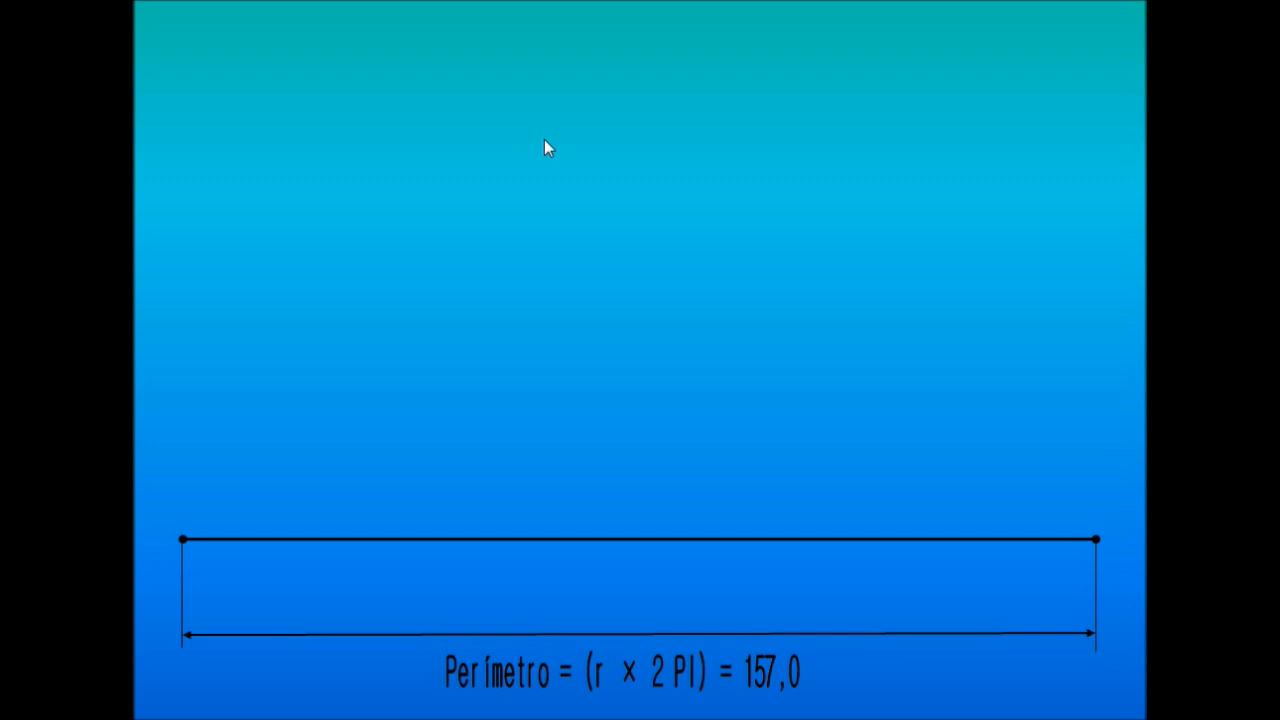 Perímetro = (r × 2 PI) = 157,0